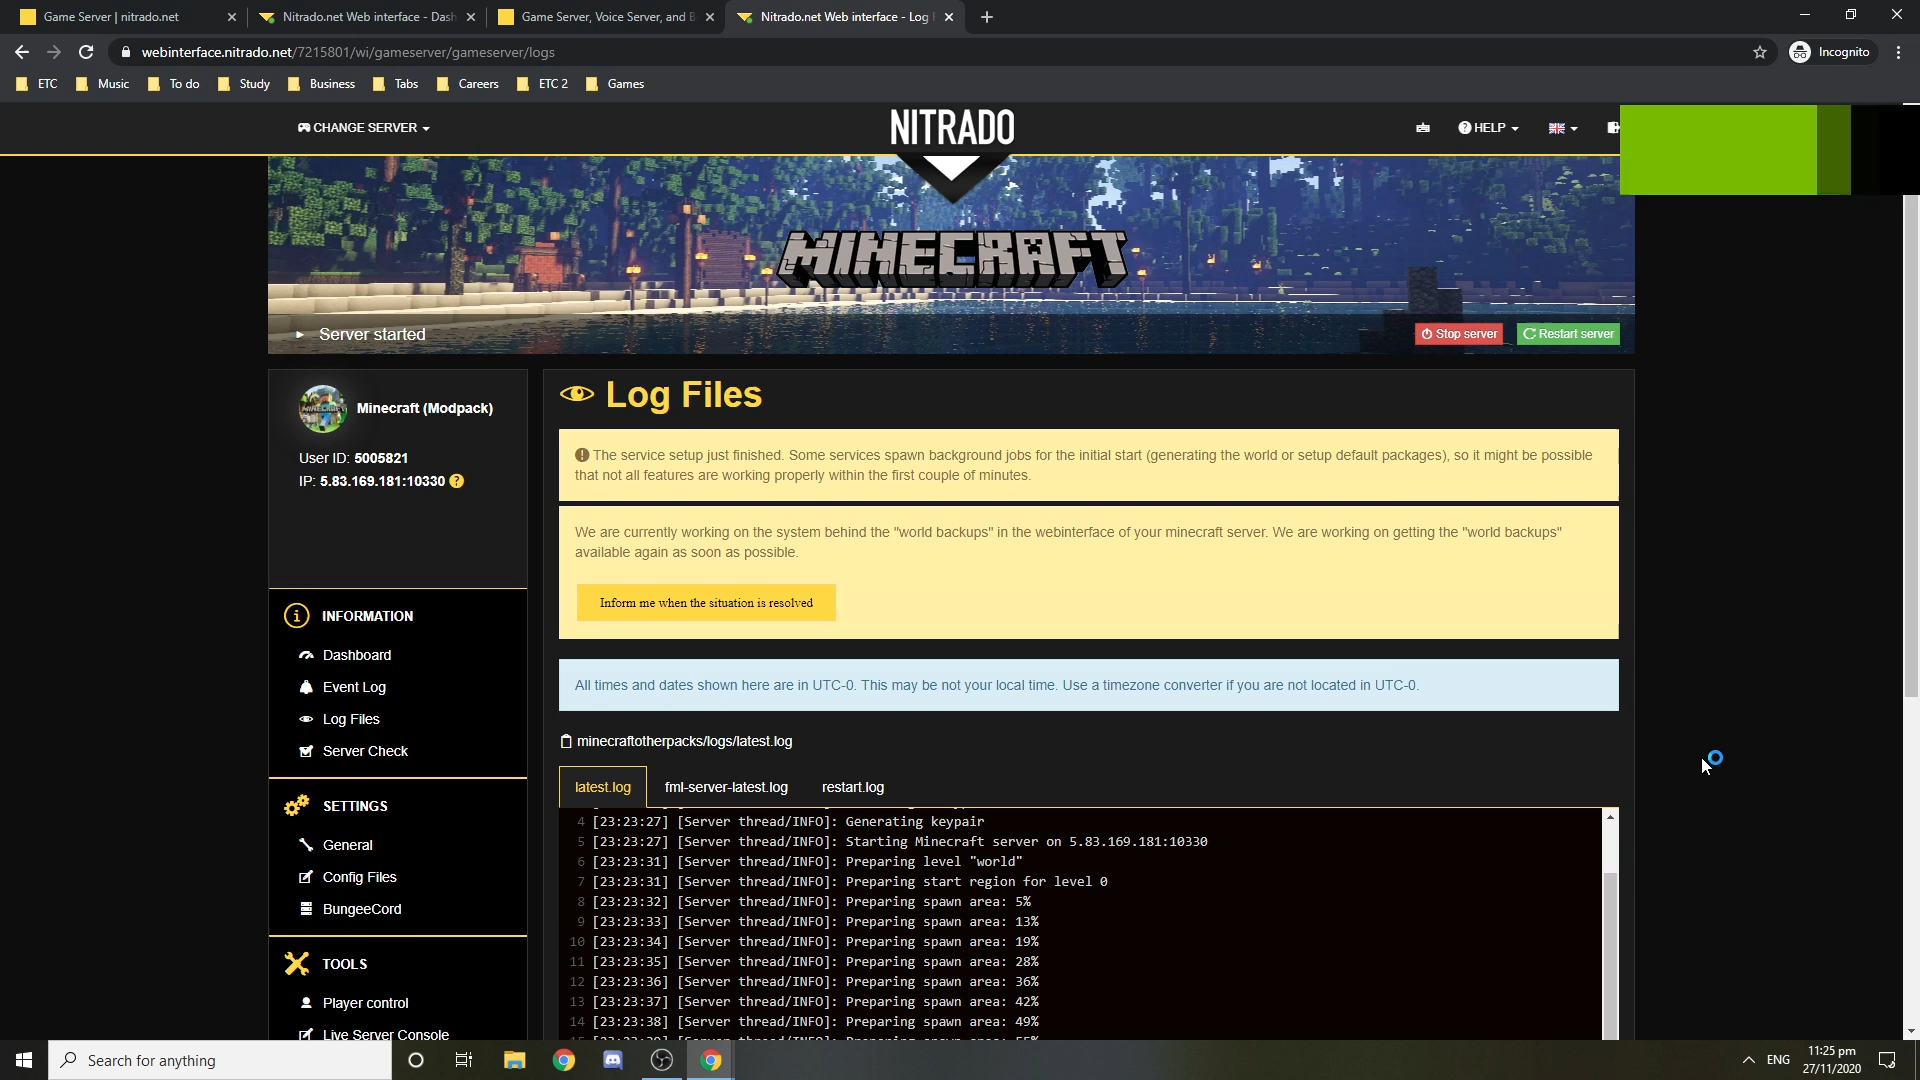 Game Server | nitrado.net
Nitrado.net Web interface - Dash
Game Server, Voice Server, and B
Nitrado.net Web interface - Log
webinterface.nitrado.net/7215801/wi/gameserver/gameserver/logs
Incognito
ETC
Music
To do
Study
Business
Tabs
Careers
ETC 2
Games
CHANGE SERVER
NITRADO
HELP
MINECRAFT
Server started
Stop server
Restart server
Minecraft (Modpack)
User ID: 5005821
IP: 5.83.169.181:10330
INFORMATION
Dashboard
Event Log
Log Files
Server Check
SETTINGS
General
Config Files
BungeeCord
TOOLS
Player control
Live Server Console
Log Files
The service setup just finished. Some services spawn background jobs for the initial start (generating the world or setup default packages), so it might be possible
that not all features are working properly within the first couple of minutes.
We are currently working on the system behind the "world backups" in the webinterface of your minecraft server. We are working on getting the "world backups"
available again as soon as possible.
Inform me when the situation is resolved
All times and dates shown here are in UTC-0. This may be not your local time. Use a timezone converter if you are not located in UTC-0.
minecraftotherpacks/logs/latest.log
latest.log
fml-server-latest.log
restart.log
4 [23:23:27] [Server thread/INFO]: Generating keypair
5 [23:23:27] [Server thread/INFO]: Starting Minecraft server on 5.83.169.181:10330
6 [23:23:31] [Server thread/INFO]: Preparing level "world"
7 [23:23:31] [Server thread/INFO]: Preparing start region for level 0
8 [23:23:32] [Server thread/INFO]: Preparing spawn area: 5%
9 [23:23:33] [Server thread/INFO]: Preparing spawn area: 13%
10 [23:23:34] [Server thread/INFO]: Preparing spawn area: 19%
11 [23:23:35] [Server thread/INFO]: Preparing spawn area: 28%
12 [23:23:36] [Server thread/INFO]: Preparing spawn area: 36%
13 [23:23:37] [Server thread/INFO]: Preparing spawn area: 42%
14 [23:23:38] [Server thread/INFO]: Preparing spawn area: 49%
Search for anything
ENG
11:25 pm
27/11/2020